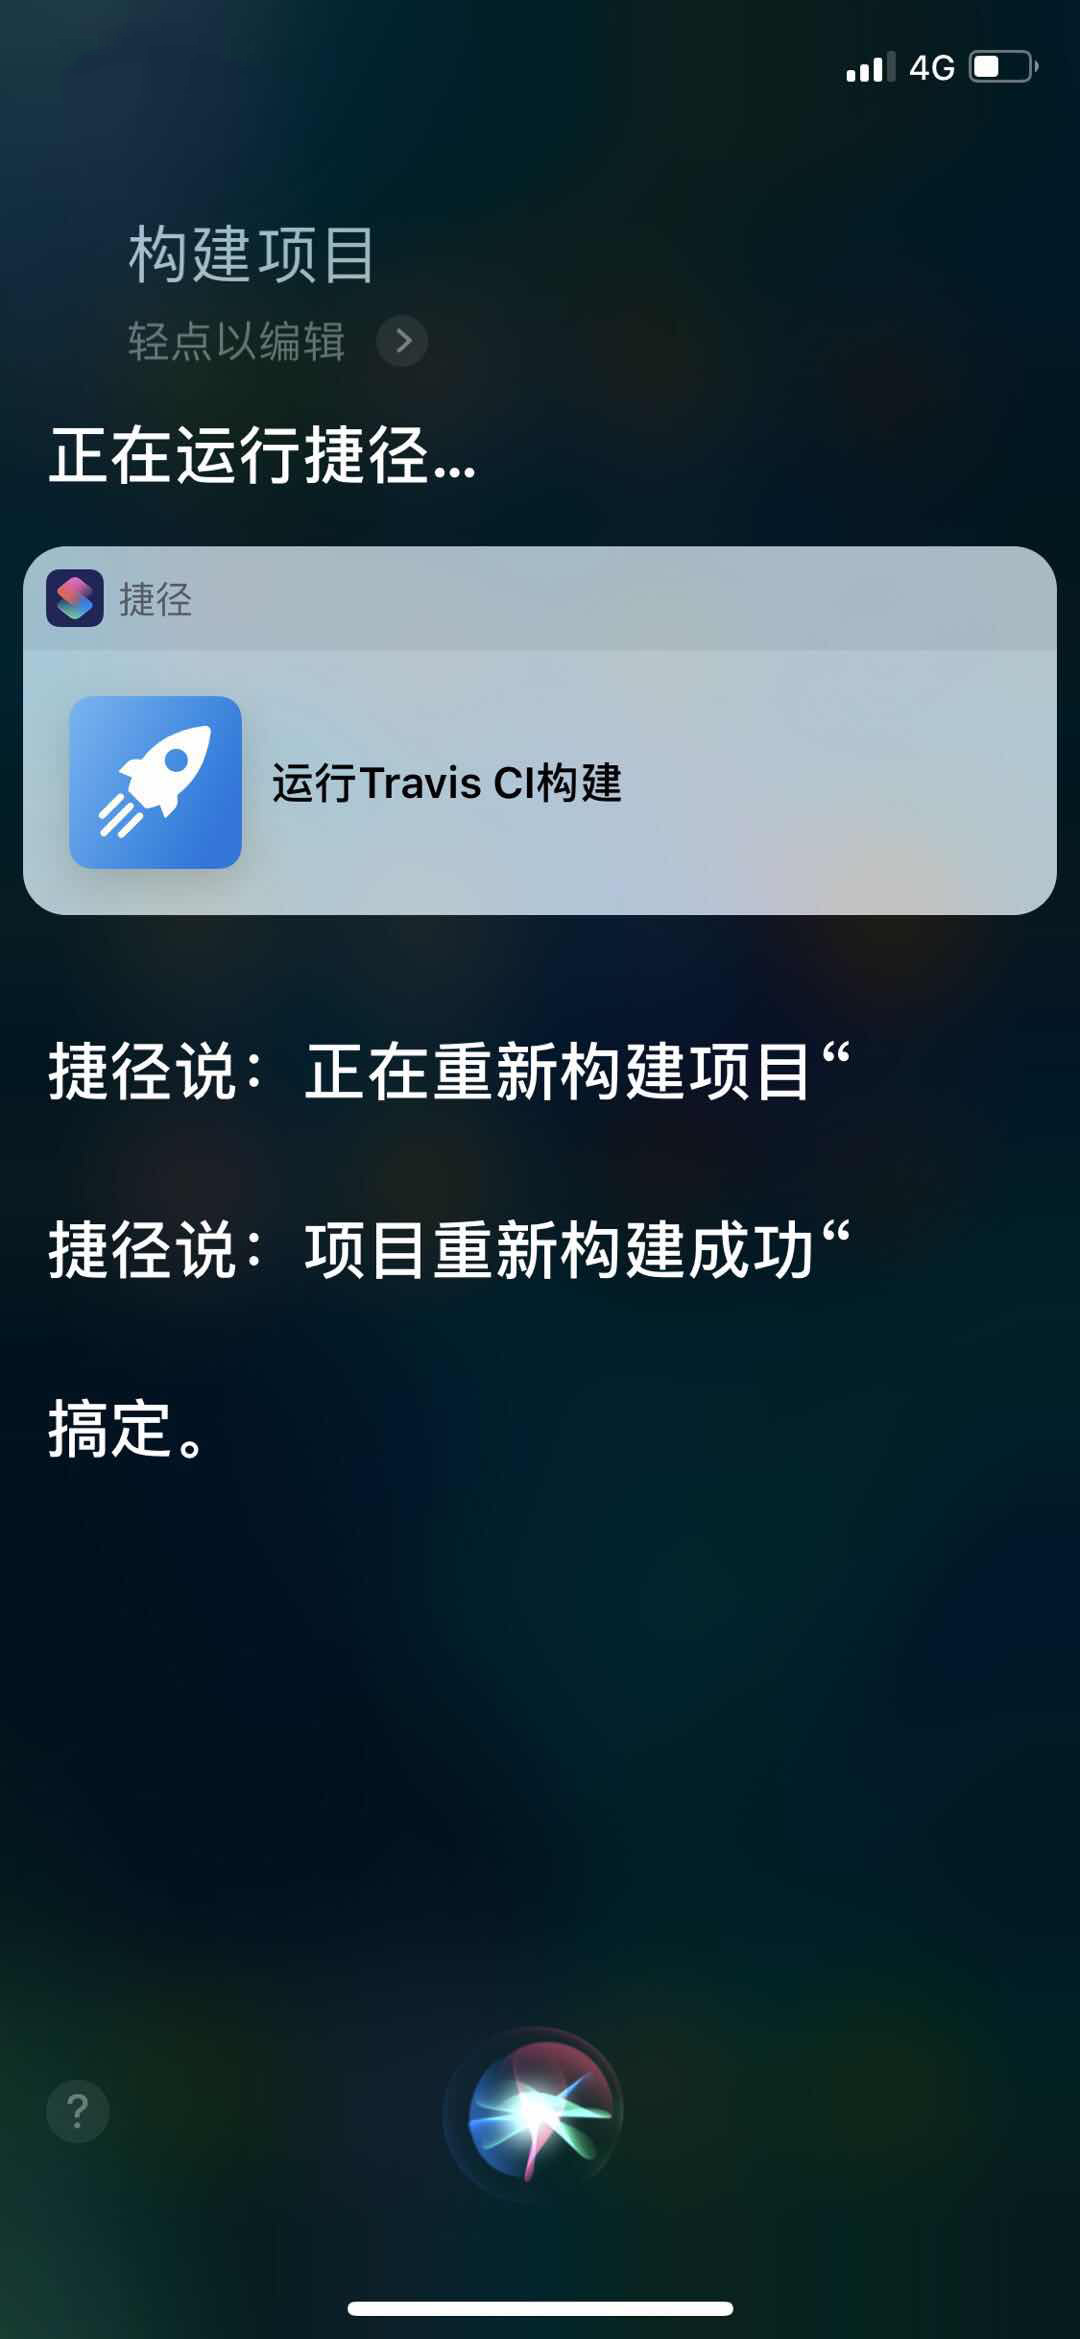 4G
构建项目
轻点以编辑
正在运行捷径...
捷径
运行Travis CI构建
捷径说：正在重新构建项目“
捷径说：项目重新构建成功“
搞定。
?